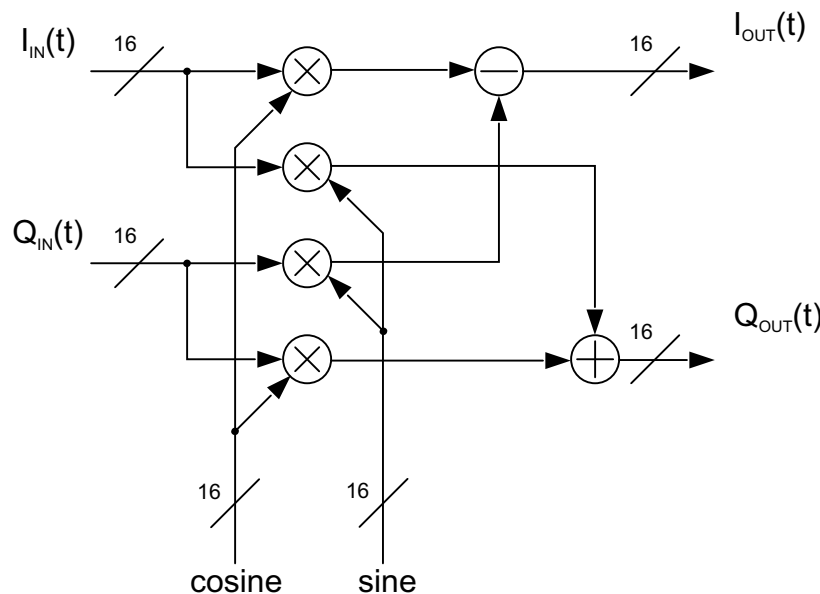 I_IN(t) 16 16 I_OUT(t)
Q_IN(t) 16 16 Q_OUT(t)
16 16
cosine sine